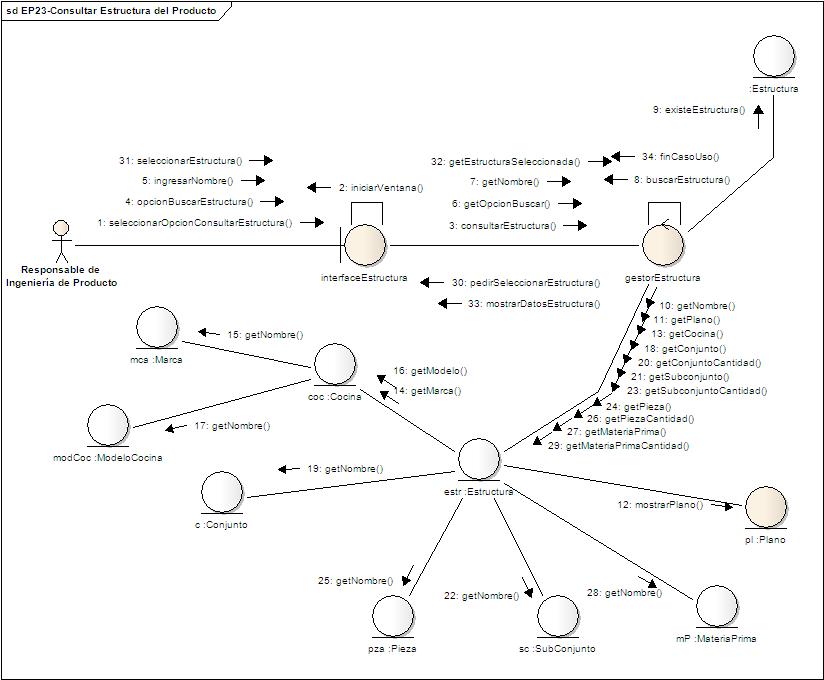 sd EP23-Consultar Estructura del Producto
:Estructura
9: existeEstructura()
31: seleccionarEstructura()
32: getEstructuraSeleccionada()
34: finCasoUso()
5: ingresarNombre()
2: iniciarVentana()
7: getNombre()
8: buscarEstructura()
4: opcionBuscarEstructura()
6: getOpcionBuscar()
1: seleccionarOpcionConsultarEstructura()
3: consultarEstructura()
Responsable de
Ingeniería de Producto
interfaceEstructura
gestorEstructura
30: pedirSeleccionarEstructura()
33: mostrarDatosEstructura()
10: getNombre()
11: getPlano()
13: getCocina()
18: getConjunto()
20: getConjuntoCantidad()
21: getSubconjunto()
23: getSubconjuntoCantidad()
24: getPieza()
26: getPiezaCantidad()
27: getMateriaPrima()
29: getMateriaPrimaCantidad()
15: getNombre()
mca :Marca
16: getModelo()
14: getMarca()
coc :Cocina
17: getNombre()
modCoc :ModeloCocina
19: getNombre()
estr :Estructura
c :Conjunto
12: mostrarPlano()
pl :Plano
25: getNombre()
22: getNombre()
28: getNombre()
pza :Pieza
sc :SubConjunto
mP :MateriaPrima